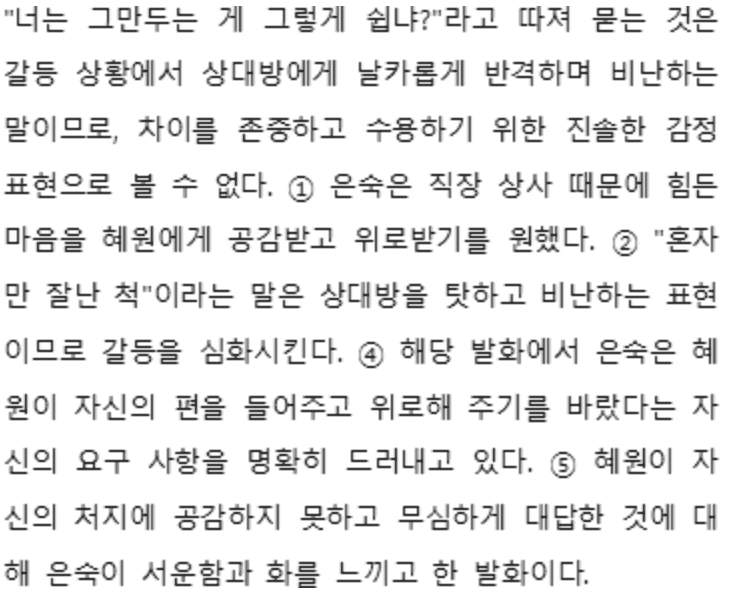 "너는 그만두는 게 그렇게 쉽냐?"라고 따져 묻는 것은
갈등 상황에서 상대방에게 날카롭게 반격하며 비난하는
말이므로, 차이를 존중하고 수용하기 위한 진솔한 감정
표현으로 볼 수 없다. ① 은숙은 직장 상사 때문에 힘든
마음을 혜원에게 공감받고 위로받기를 원했다. ② "혼자
만 잘난 척"이라는 말은 상대방을 탓하고 비난하는 표현
이므로 갈등을 심화시킨다. ④ 해당 발화에서 은숙은 혜
원이 자신의 편을 들어주고 위로해 주기를 바랐다는 자
신의 요구 사항을 명확히 드러내고 있다. ⑤ 혜원이 자
신의 처지에 공감하지 못하고 무심하게 대답한 것에 대
해 은숙이 서운함과 화를 느끼고 한 발화이다.